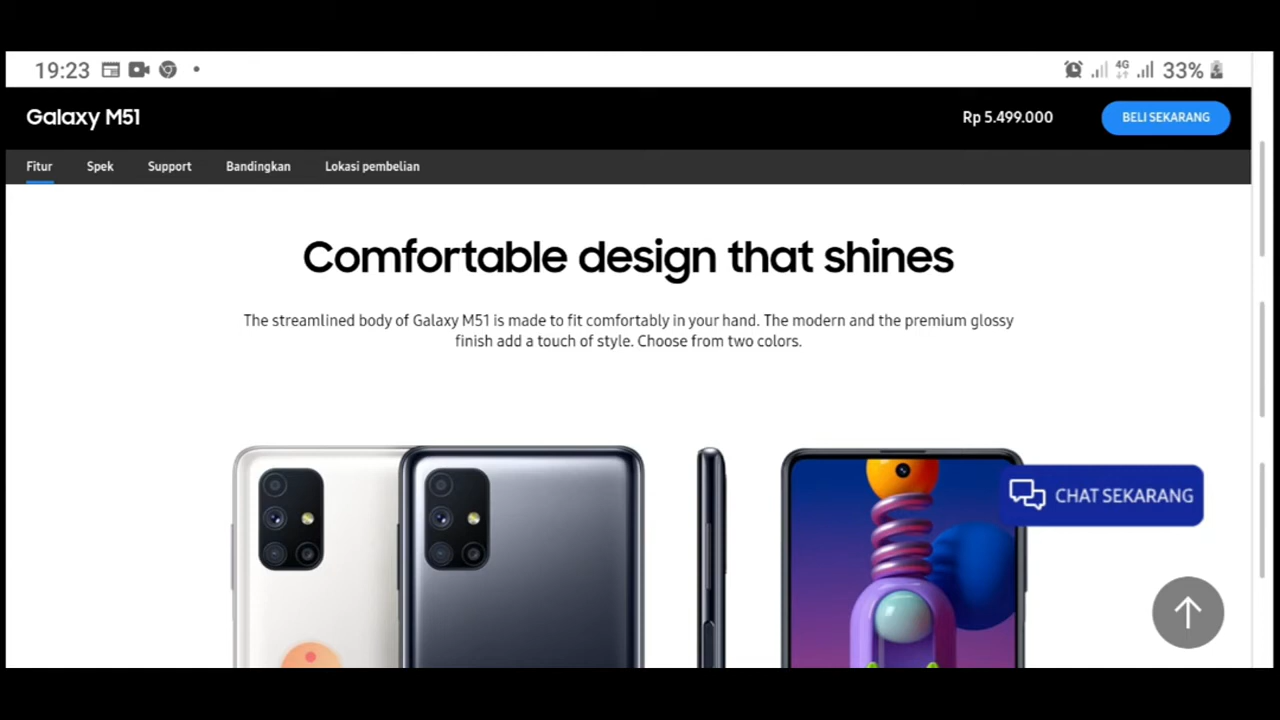 19:23
4G
33%
Galaxy M51
Rp 5.499.000
BELI SEKARANG
Fitur
Spek
Support
Bandingkan
Lokasi pembelian
Comfortable design that shines
The streamlined body of Galaxy M51 is made to fit comfortably in your hand. The modern and the premium glossy
finish add a touch of style. Choose from two colors.
CHAT SEKARANG